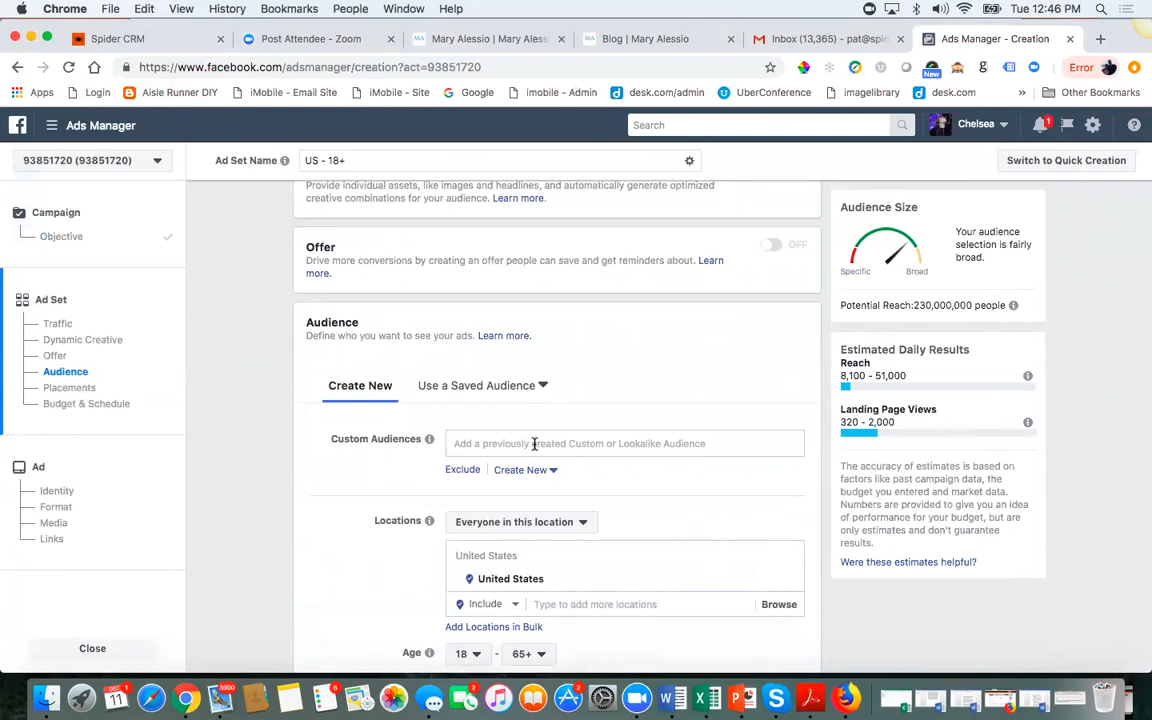 Chrome File Edit View History Bookmarks People Window Help Tue 12:46 PM
Spider CRM Post Attendee - Zoom Mary Alessio | Mary Aless Blog | Mary Alessio Inbox (13,365) - pat@spi Ads Manager - Creation
https://www.facebook.com/adsmanager/creation?act=93851720 New Error
Apps Login Aisle Runner DIY iMobile - Email Site iMobile - Site Google imobile - Admin desk.com/admin UberConference imagelibrary desk.com » Other Bookmarks
Ads Manager Search Chelsea 1
93851720 (93851720) Ad Set Name US - 18+ Switch to Quick Creation
Campaign
Objective
Ad Set
Traffic
Dynamic Creative
Offer
Audience
Placements
Budget & Schedule
Ad
Identity
Format
Media
Links
Close
Provide individual assets, like images and headlines, and automatically generate optimized
creative combinations for your audience. Learn more.
Offer OFF
Drive more conversions by creating an offer people can save and get reminders about. Learn
more.
Audience
Define who you want to see your ads. Learn more.
Create New Use a Saved Audience
Custom Audiences Add a previously created Custom or Lookalike Audience
Exclude Create New
Locations Everyone in this location
United States
United States
Include Type to add more locations Browse
Add Locations in Bulk
Age 18 - 65+
Audience Size
Your audience
selection is fairly
broad.
Specific Broad
Potential Reach:230,000,000 people
Estimated Daily Results
Reach
8,100 - 51,000
Landing Page Views
320 - 2,000
The accuracy of estimates is based on
factors like past campaign data, the
budget you entered and market data.
Numbers are provided to give you an idea
of performance for your budget, but are
only estimates and don't guarantee
results.
Were these estimates helpful?